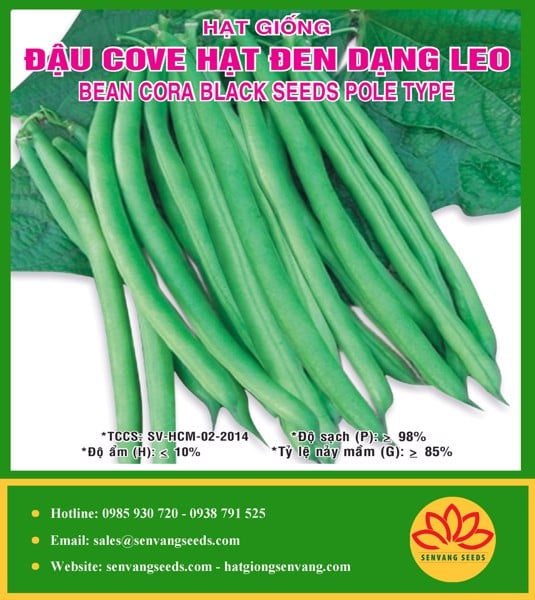 HẠT GIỐNG
ĐẬU COVE HẠT ĐEN DẠNG LEO
BEAN CORA BLACK SEEDS POLE TYPE
*TCCS: SV-HCM-02-2014 *Độ sạch (P): ≥ 98%
*Độ ẩm (H): ≤ 10% *Tỷ lệ nảy mầm (G): ≥ 85%
Hotline: 0985 930 720 - 0938 791 525
Email: sales@senvangseeds.com
Website: senvangseeds.com - hatgiongsenvang.com
SENVANG SEEDS